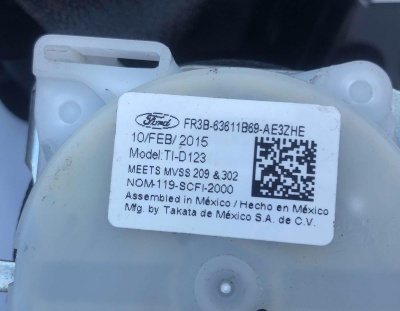 Ford FR3B-63611B69-AE3ZHE
10/FEB/2015
Model:TI-D123
MEETS MVSS 209 & 302
NOM-119-SCFI-2000
Assembled in México / Hecho en México
Mfg. by Takata de México S.A. de C.V.